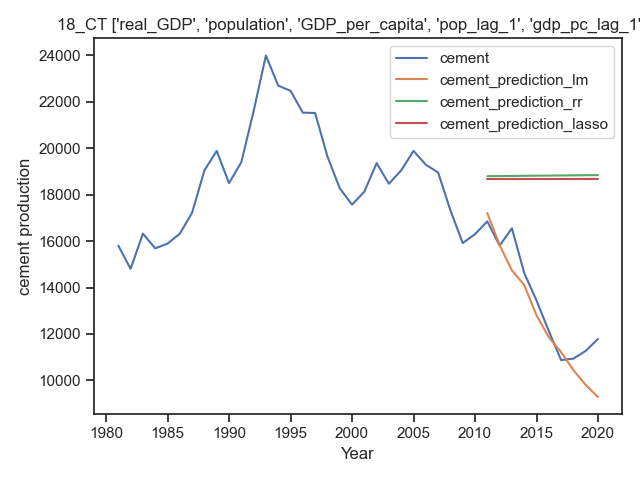 18_CT ['real_GDP', 'population', 'GDP_per_capita', 'pop_lag_1', 'gdp_pc_lag_1'
cement
cement_prediction_lm
cement_prediction_rr
cement_prediction_lasso
cement production
24000
22000
20000
18000
16000
14000
12000
10000
1980 1985 1990 1995 2000 2005 2010 2015 2020
Year